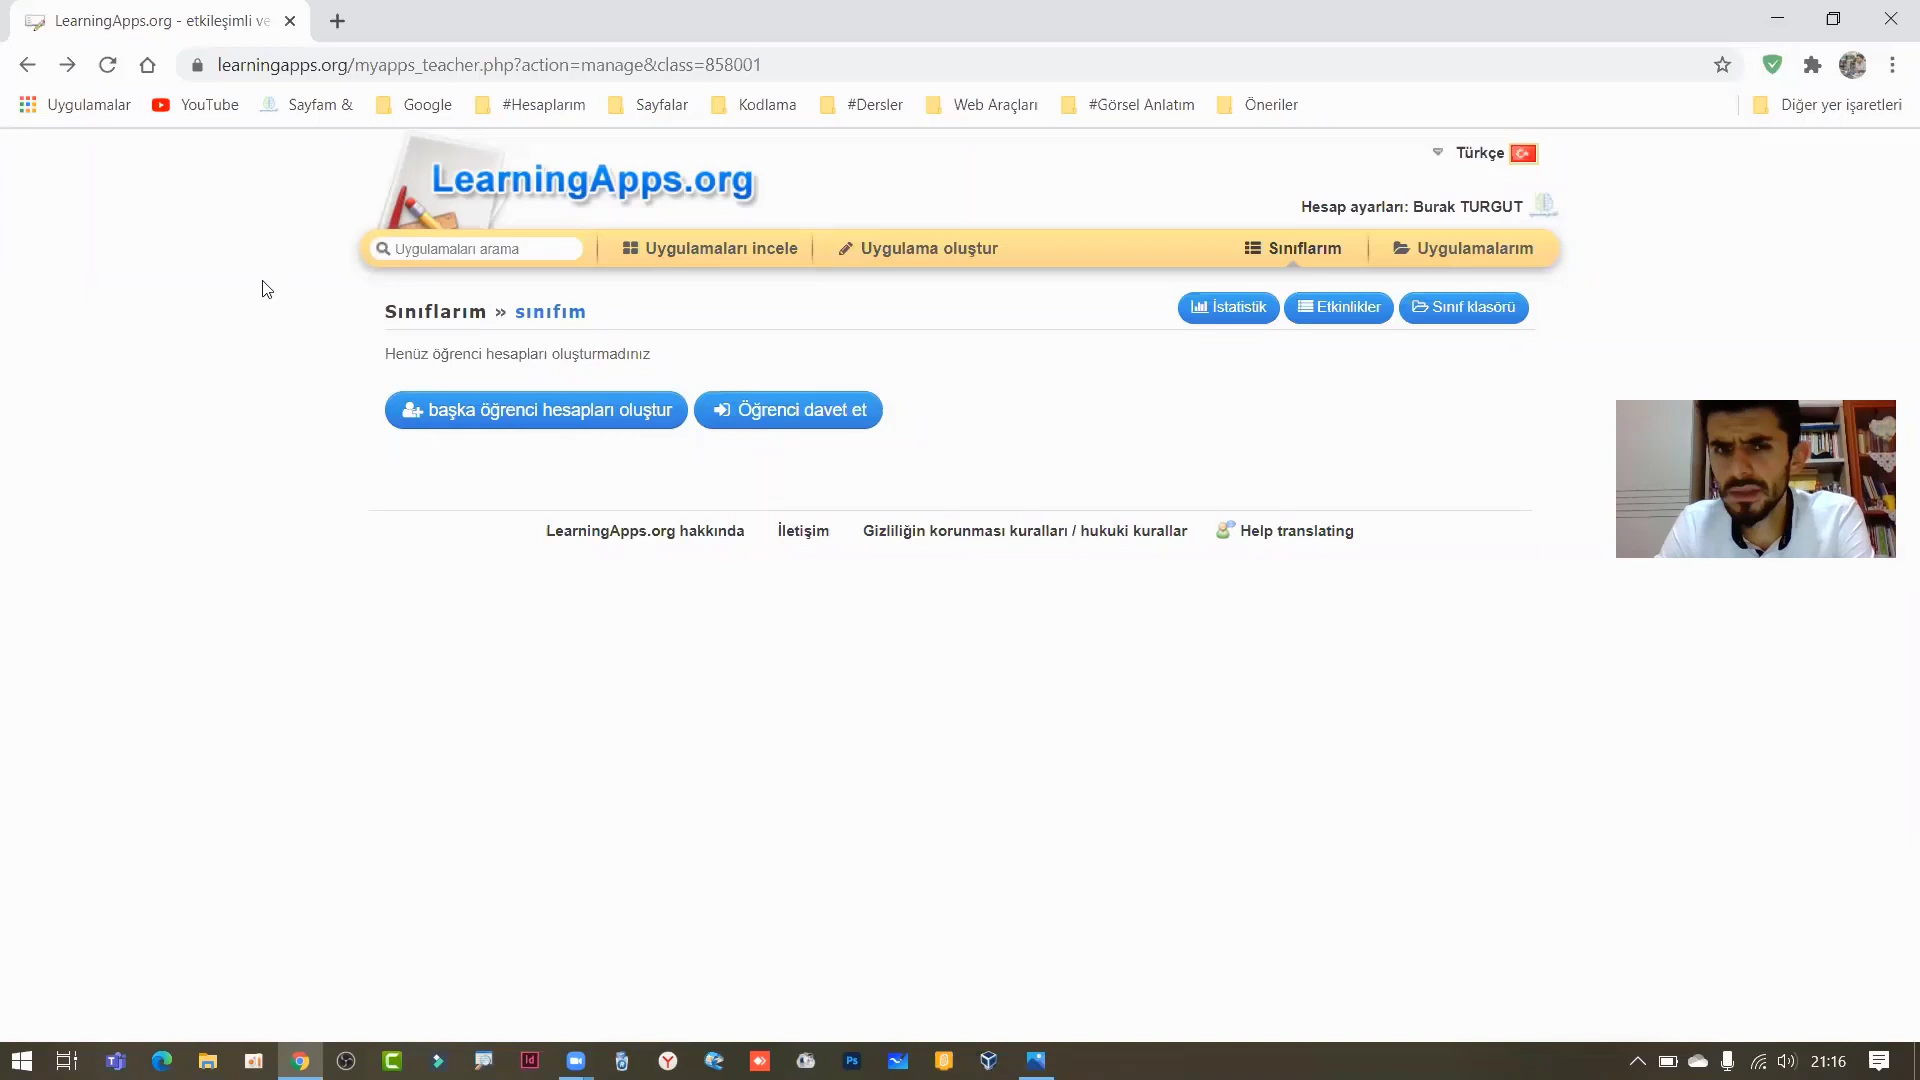 LearningApps.org - etkileşimli ve
learningapps.org/myapps_teacher.php?action=manage&class=858001
Uygulamalar YouTube Sayfam & Google #Hesaplarım Sayfalar Kodlama #Dersler Web Araçları #Görsel Anlatım Öneriler Diğer yer işaretleri
LearningApps.org
Türkçe
Hesap ayarları: Burak TURGUT
Uygulamaları arama Uygulamaları incele Uygulama oluştur Sınıflarım Uygulamalarım
Sınıflarım » sınıfım İstatistik Etkinlikler Sınıf klasörü
Henüz öğrenci hesapları oluşturmadınız
başka öğrenci hesapları oluştur Öğrenci davet et
LearningApps.org hakkında İletişim Gizliliğin korunması kuralları / hukuki kurallar Help translating
21:16